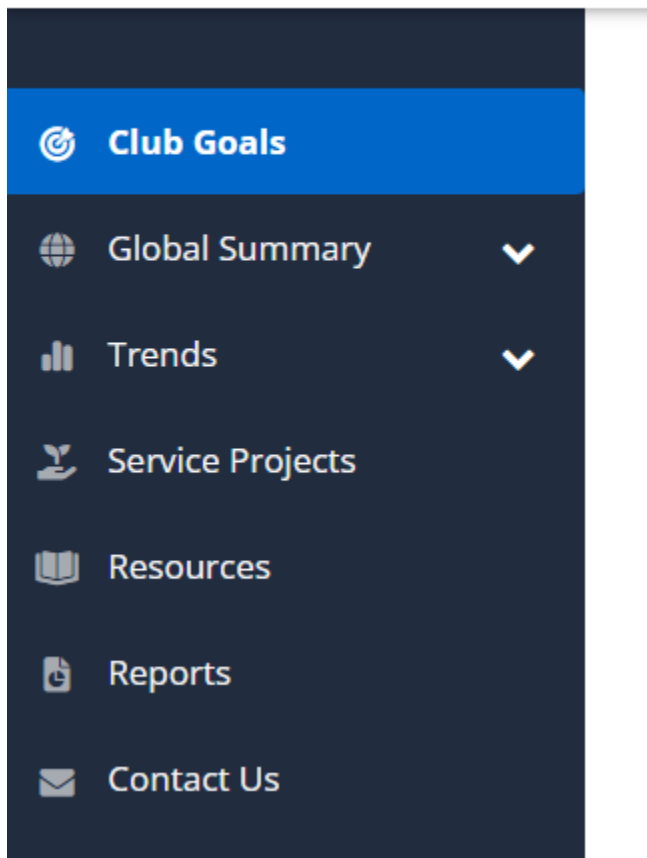 Club Goals
Global Summary
Trends
Service Projects
Resources
Reports
Contact Us